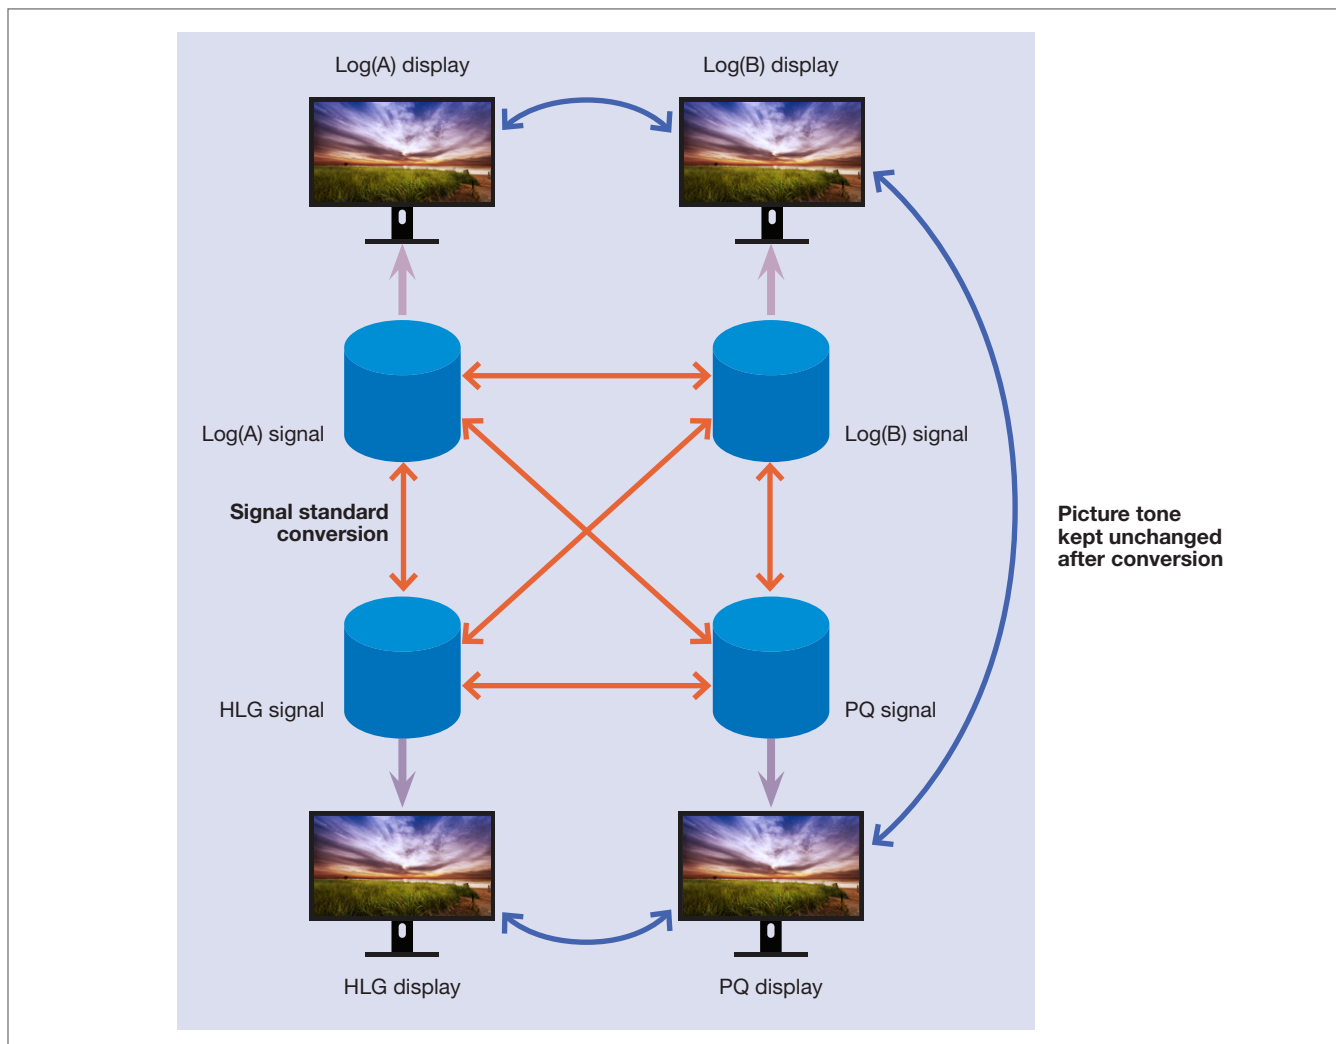 Log(A) display
Log(B) display
Log(A) signal
Log(B) signal
Signal standard
conversion
Picture tone
kept unchanged
after conversion
HLG signal
PQ signal
HLG display
PQ display